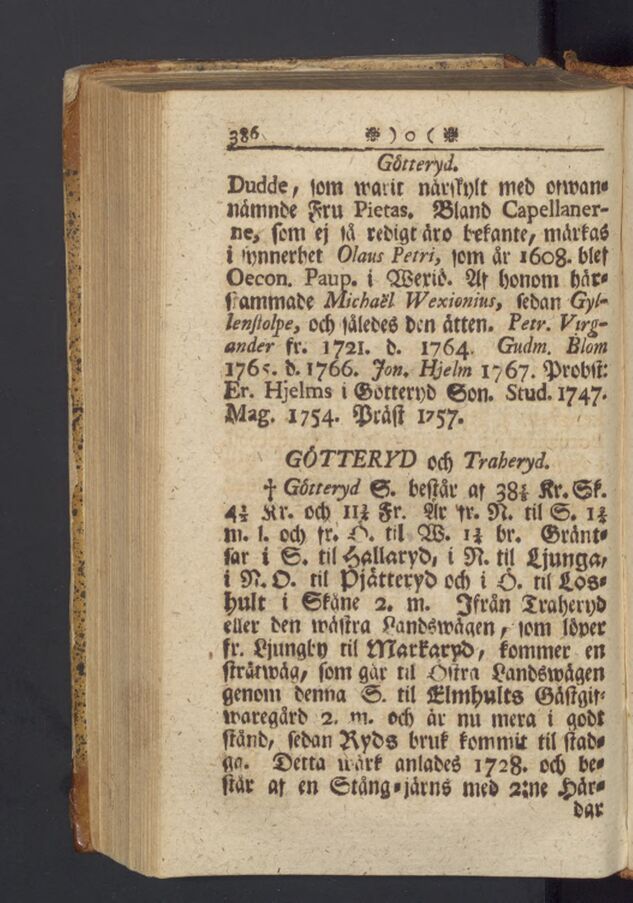 386 ❉ ) o ( ❉
Götteryd.
Dudde, som warit närskylt med ofwan-
nämnde Fru Pietas. Bland Capellaner-
ne, som ej så redigt äro bekante, märkas
i synnerhet Olaus Petri, som år 1608. blef
Oecon. Paup. i Wexiö. Af honom här-
stammade Michaël Wexionius, sedan Gyl-
lenstolpe, och således den ätten. Petr. Virg-
ander fr. 1721. d. 1764. Gudm. Blom
1765. d. 1766. Jon. Hjelm 1767. Probst:
Er. Hjelms i Götteryd Son. Stud. 1747.
Mag. 1754. Präst 1757.
GÖTTERYD och Traheryd.
† Götteryd S. består af 38½ Kr. Sk.
4½ Kr. och 11¾ Fr. Är fr. N. til S. 1¾
m. l. och fr. Ö. til W. 1¾ br. Gränt-
sar i S. til Hallaryd, i N. til Ljunga,
i N. O. til Pjätteryd och i Ö. til Los-
hult i Skåne 2. m. Ifrån Traheryd
eller den wästra Landswägen, som löper
fr. Ljungby til Markaryd, kommer en
stråtwäg, som går til Östra Landswägen
genom denna S. til Elmhults Gästgif-
waregård 2. m. och är nu mera i godt
stånd, sedan Ryds bruk kommit til stad-
ga. Detta wärk anlades 1728. och be-
står af en Stång-järns med 2:ne Här-
dar